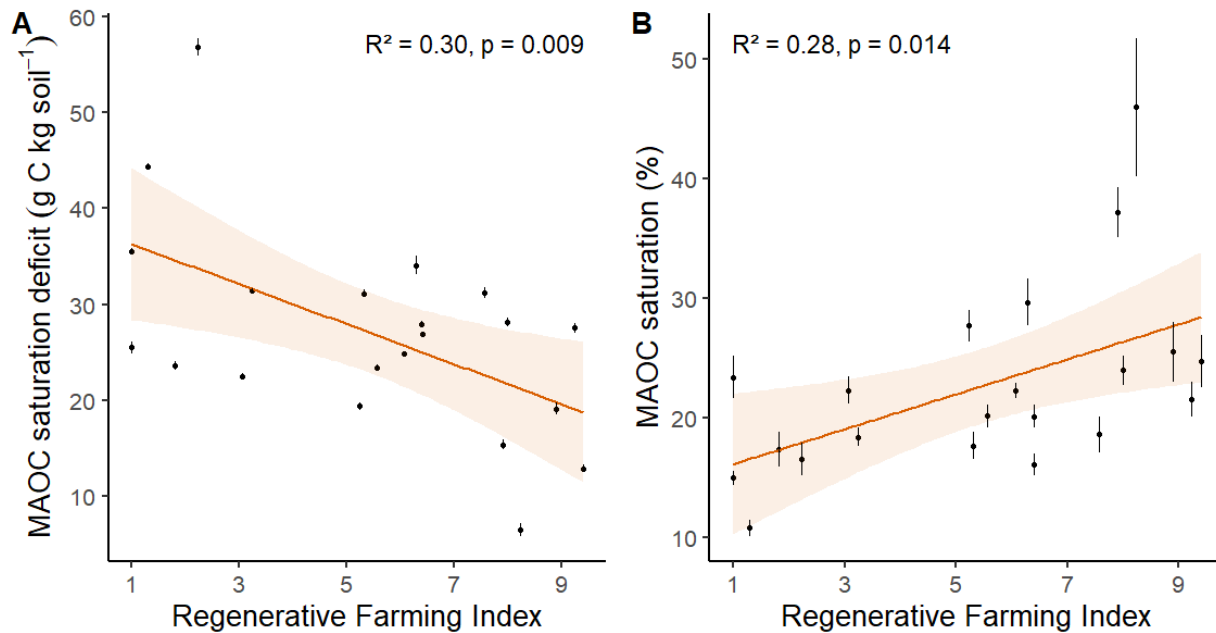 A
R² = 0.30, p = 0.009
MAOC saturation deficit (g C kg soil⁻¹)
60
50
40
30
20
10
1 3 5 7 9
Regenerative Farming Index
B
R² = 0.28, p = 0.014
MAOC saturation (%)
50
40
30
20
10
1 3 5 7 9
Regenerative Farming Index